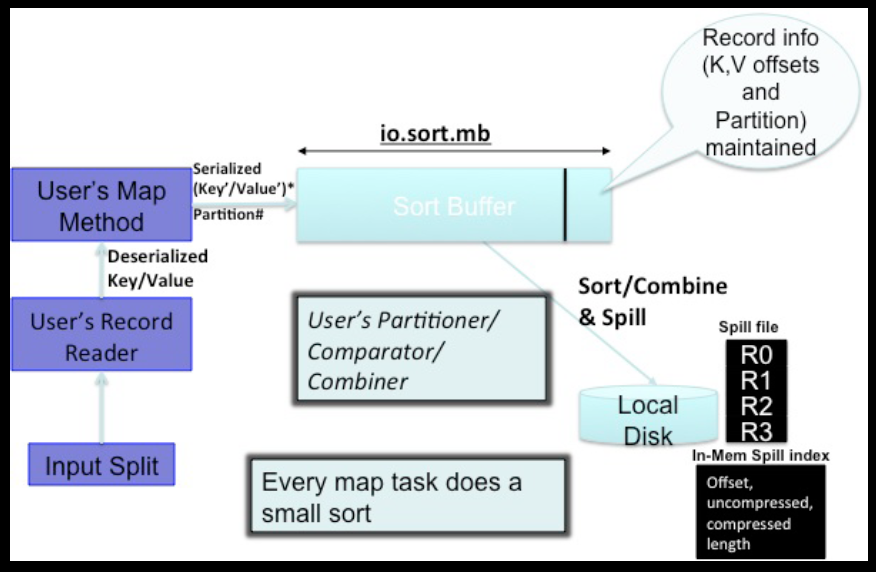 Record info
(K,V offsets
and
Partition)
maintained
io.sort.mb
Serialized
(Key'/Value')*
Partition#
User's Map
Method
Sort Buffer
Deserialized
Key/Value
User's Record
Reader
Input Split
User's Partitioner/
Comparator/
Combiner
Sort/Combine
& Spill
Spill file
R0
R1
R2
R3
Local
Disk
In-Mem Spill index
Offset,
uncompressed,
compressed
length
Every map task does a
small sort